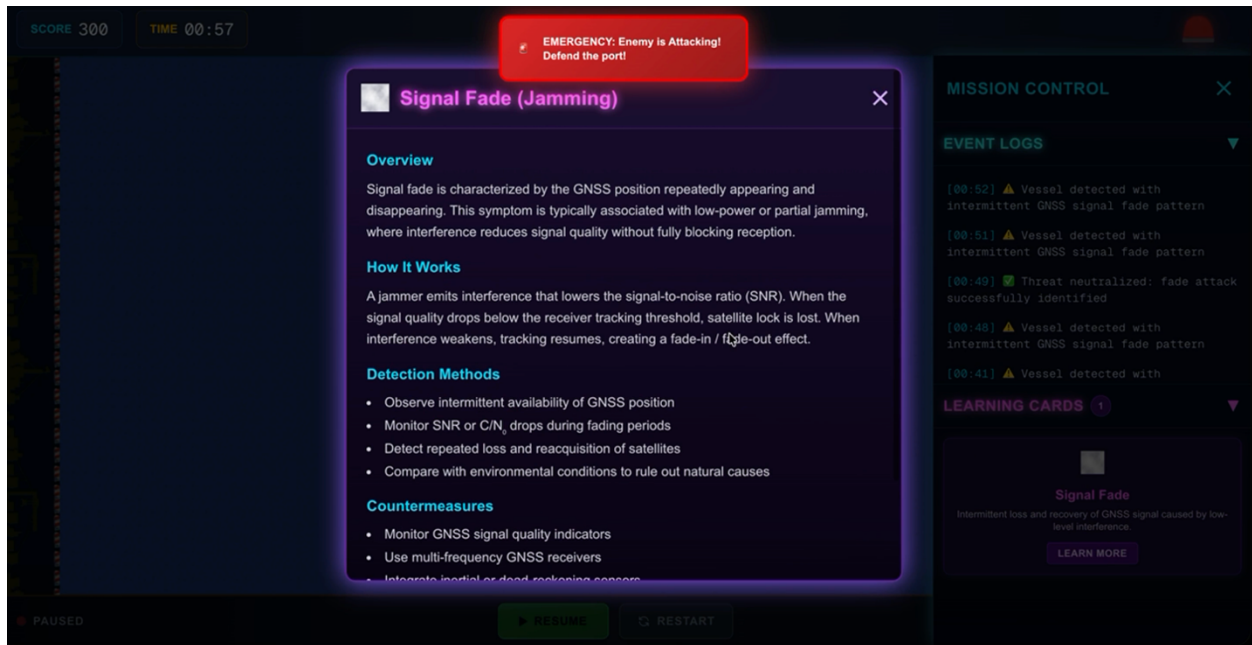 SCORE 300
TIME 00:57
EMERGENCY: Enemy is Attacking!
Defend the port!
Signal Fade (Jamming)
Overview
Signal fade is characterized by the GNSS position repeatedly appearing and
disappearing. This symptom is typically associated with low-power or partial jamming,
where interference reduces signal quality without fully blocking reception.
How It Works
A jammer emits interference that lowers the signal-to-noise ratio (SNR). When the
signal quality drops below the receiver tracking threshold, satellite lock is lost. When
interference weakens, tracking resumes, creating a fade-in / fade-out effect.
Detection Methods
• Observe intermittent availability of GNSS position
• Monitor SNR or C/N₀ drops during fading periods
• Detect repeated loss and reacquisition of satellites
• Compare with environmental conditions to rule out natural causes
Countermeasures
• Monitor GNSS signal quality indicators
• Use multi-frequency GNSS receivers
• Integrate inertial or dead-reckoning sensors
MISSION CONTROL
EVENT LOGS
[00:52] ⚠ Vessel detected with
intermittent GNSS signal fade pattern
[00:51] ⚠ Vessel detected with
intermittent GNSS signal fade pattern
[00:49] ✅ Threat neutralized: fade attack
successfully identified
[00:48] ⚠ Vessel detected with
intermittent GNSS signal fade pattern
[00:41] ⚠ Vessel detected with
LEARNING CARDS 1
Signal Fade
Intermittent loss and recovery of GNSS signal caused by low-
level interference.
LEARN MORE
PAUSED
RESUME
RESTART